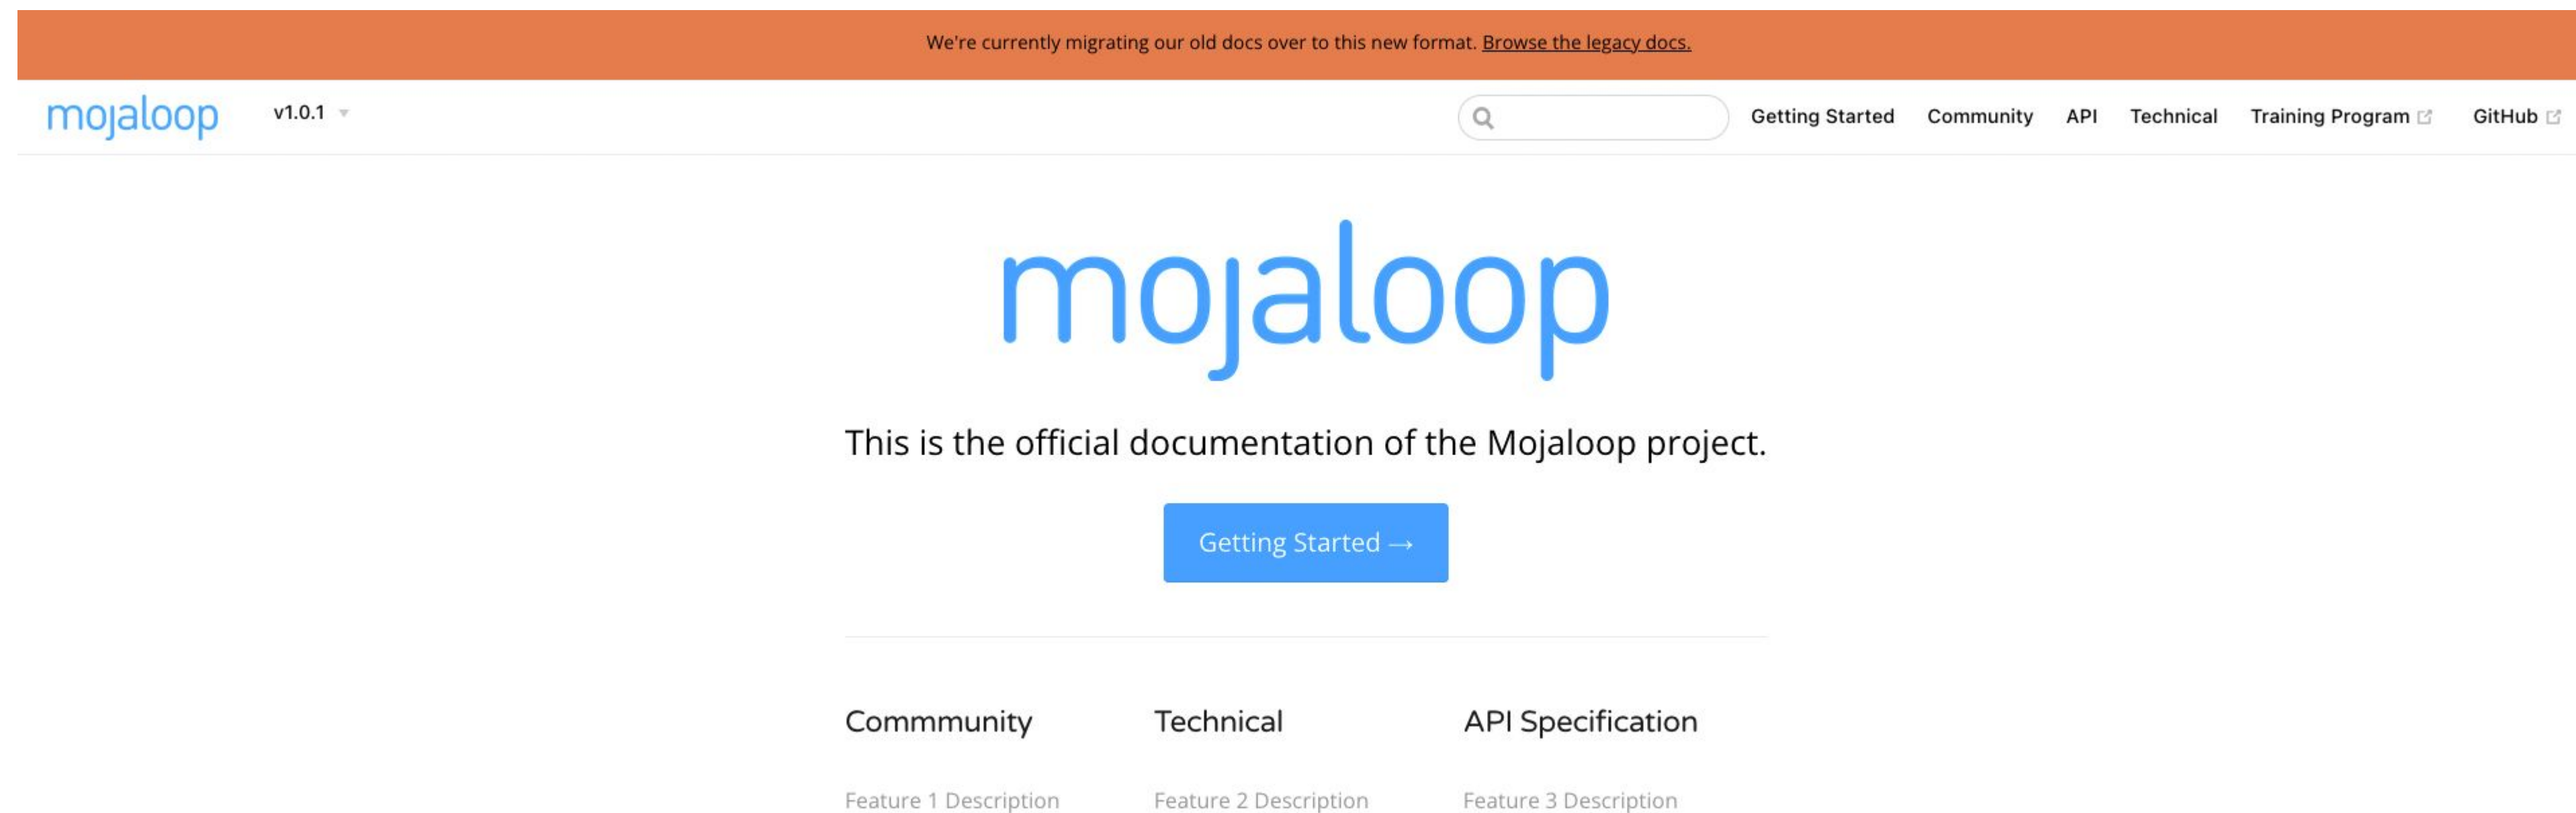 We're currently migrating our old docs over to this new format. Browse the legacy docs.
mojaloop v1.0.1 Getting Started Community API Technical Training Program GitHub
mojaloop
This is the official documentation of the Mojaloop project.
Getting Started →
Commmunity Technical API Specification
Feature 1 Description Feature 2 Description Feature 3 Description